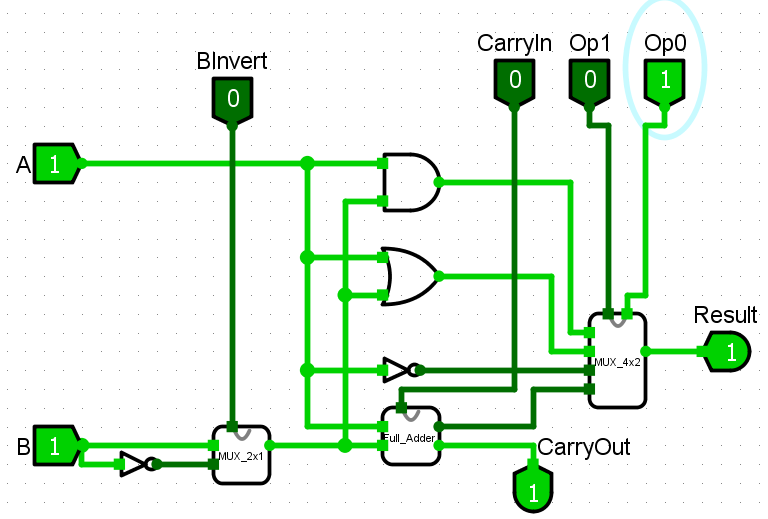 CarryIn Op1 Op0
BInvert
0 0 1
0
A 1
Result
MUX_4x2 1
B 1
MUX_2x1 Full_Adder CarryOut
1